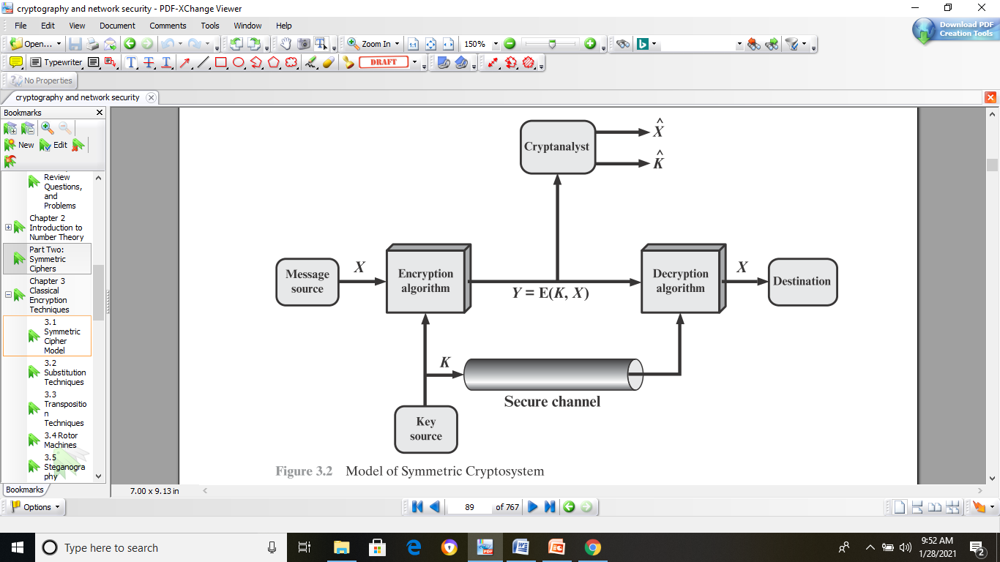 cryptography and network security - PDF-XChange Viewer
File Edit View Document Comments Tools Window Help
Download PDF
Creation Tools
Open...
Zoom In
1:1
150%
Typewriter
DRAFT
No Properties
cryptography and network security
Bookmarks
New
Edit
Review
Questions,
and
Problems
Chapter 2
Introduction to
Number Theory
Part Two:
Symmetric
Ciphers
Chapter 3
Classical
Encryption
Techniques
3.1
Symmetric
Cipher
Model
3.2
Substitution
Techniques
3.3
Transpositio
n
Techniques
3.4 Rotor
Machines
3.5
Steganogra
phy
Bookmarks
Options
Cryptanalyst
X̂
K̂
Message
source
X
Encryption
algorithm
Y = E(K, X)
Decryption
algorithm
X
Destination
K
Secure channel
Key
source
Figure 3.2 Model of Symmetric Cryptosystem
7.00 x 9.13 in
89 of 767
Type here to search
9:52 AM
1/28/2021
2